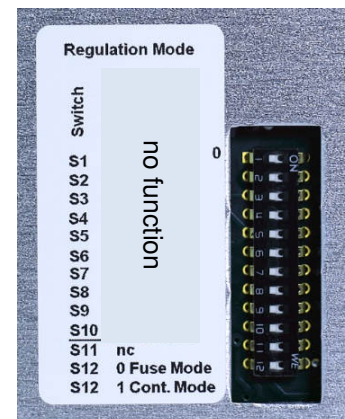 Regulation Mode
Switch
no function
0
S1
S2
S3
S4
S5
S6
S7
S8
S9
S10
S11 nc
S12 0 Fuse Mode
S12 1 Cont. Mode
ON
1
2
3
4
5
6
7
8
9
10
11
12
WE